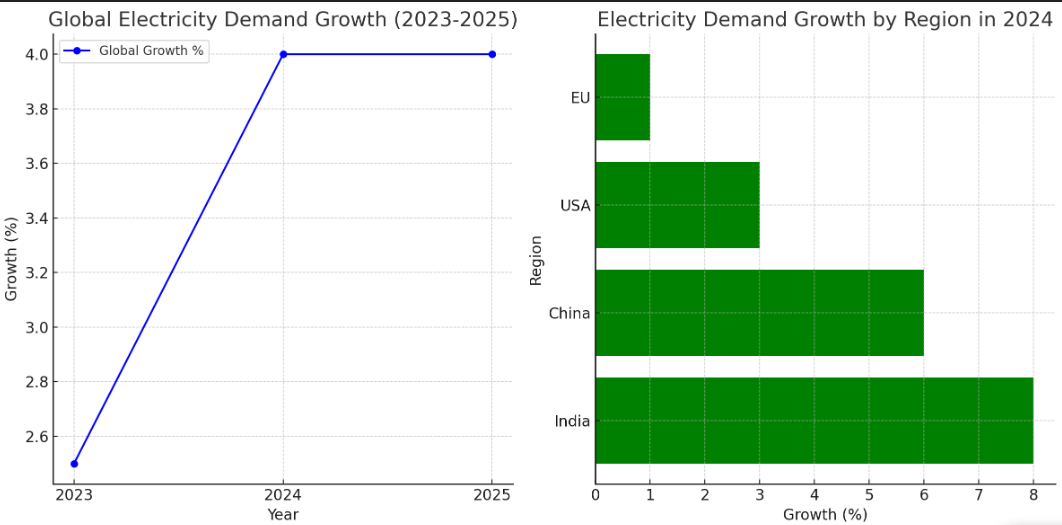 Global Electricity Demand Growth (2023-2025)
Global Growth %
4.0
3.8
3.6
3.4
3.2
3.0
2.8
2.6
Growth (%)
2023 2024 2025
Year
Electricity Demand Growth by Region in 2024
EU
USA
China
India
Region
0 1 2 3 4 5 6 7 8
Growth (%)